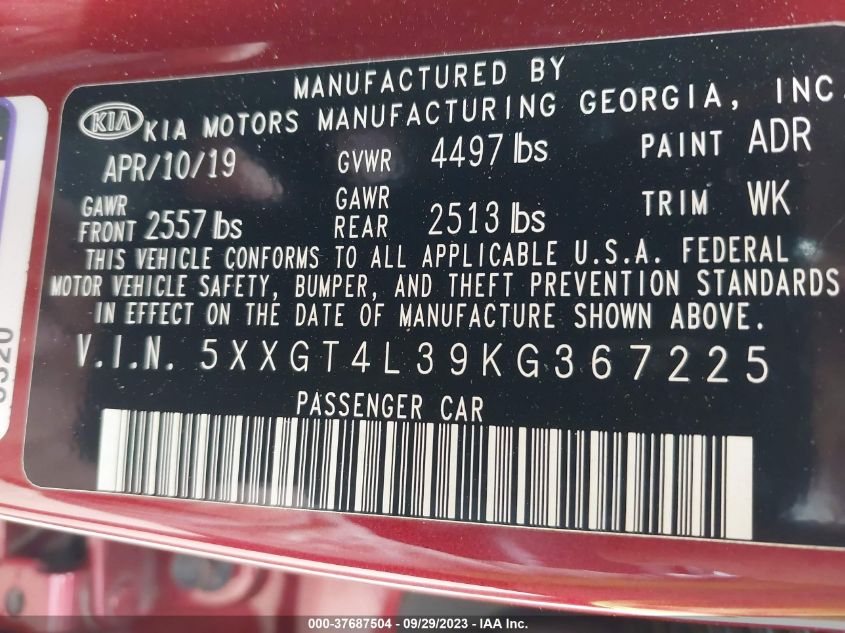 MANUFACTURED BY
KIA KIA MOTORS MANUFACTURING GEORGIA, INC.
APR/10/19 GVWR 4497 lbs PAINT ADR
GAWR FRONT 2557 lbs GAWR REAR 2513 lbs TRIM WK
THIS VEHICLE CONFORMS TO ALL APPLICABLE U.S.A. FEDERAL
MOTOR VEHICLE SAFETY, BUMPER, AND THEFT PREVENTION STANDARDS
IN EFFECT ON THE DATE OF MANUFACTURE SHOWN ABOVE.
V.I.N. 5XXGT4L39KG367225
PASSENGER CAR
000-37687504 - 09/29/2023 - IAA Inc.